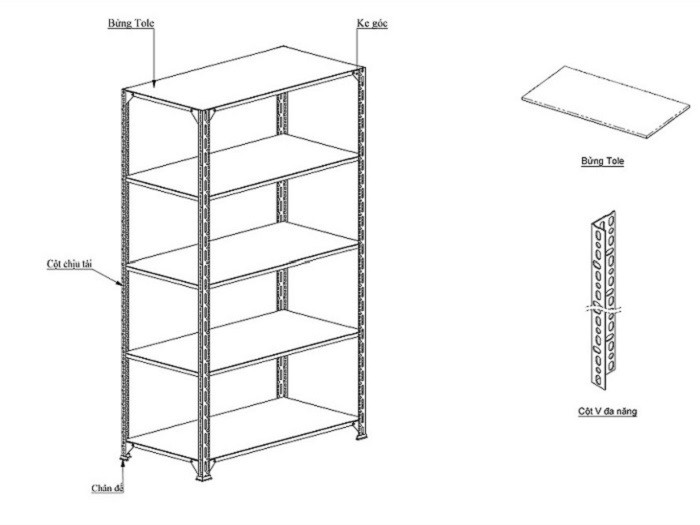 Bửng Tole
Ke góc
Bửng Tole
Cột chịu tải
Cột V đa năng
Chân đế